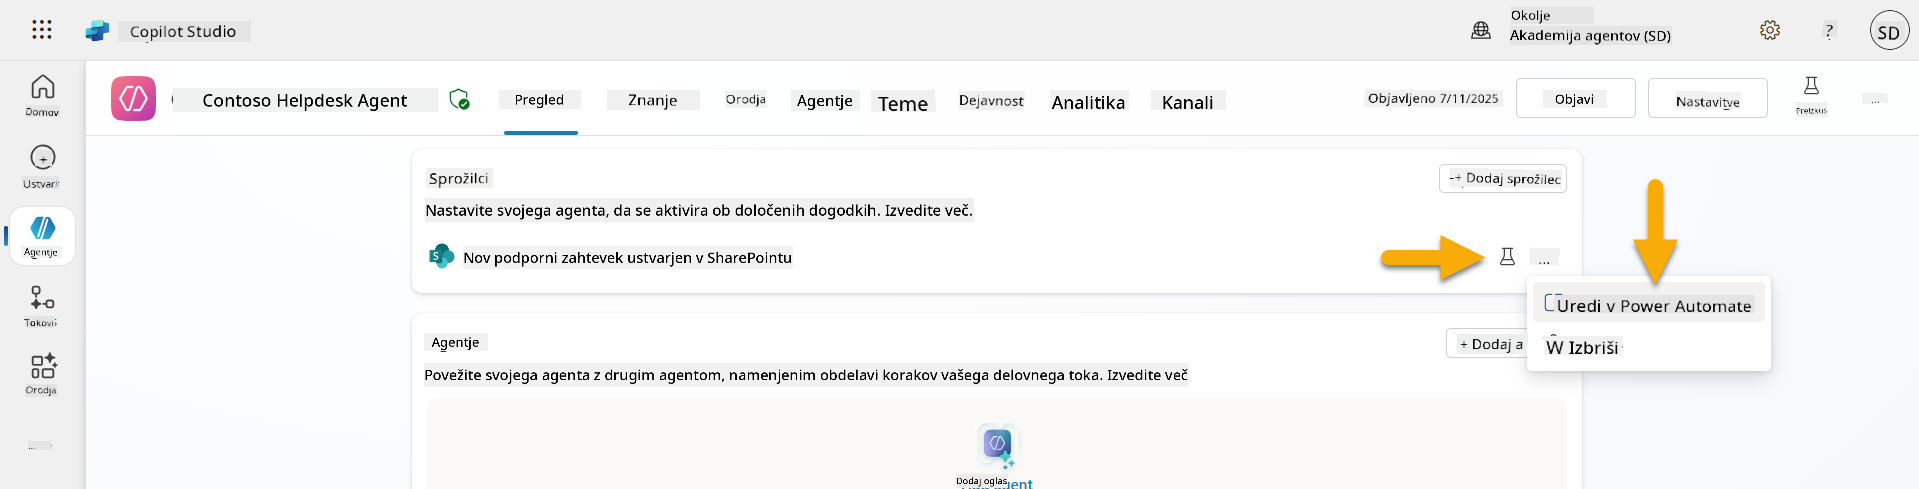 Copilot Studio
Okolje
Akademija agentov (SD)
?
SD
Domov
Ustvari
Agentje
Tokovi
Orodja
...
Contoso Helpdesk Agent
Pregled
Znanje
Orodja
Agentje
Teme
Dejavnost
Analitika
Kanali
Objavljeno 7/11/2025
Objavi
Nastavitve
Preizkus
...
Sprožilci
+ Dodaj sprožilec
Nastavite svojega agenta, da se aktivira ob določenih dogodkih. Izvedite več.
Nov podporni zahtevek ustvarjen v SharePointu
...
Uredi v Power Automate
W Izbriši
Agentje
+ Dodaj a
Povežite svojega agenta z drugim agentom, namenjenim obdelavi korakov vašega delovnega toka. Izvedite več
Dodaj oglas